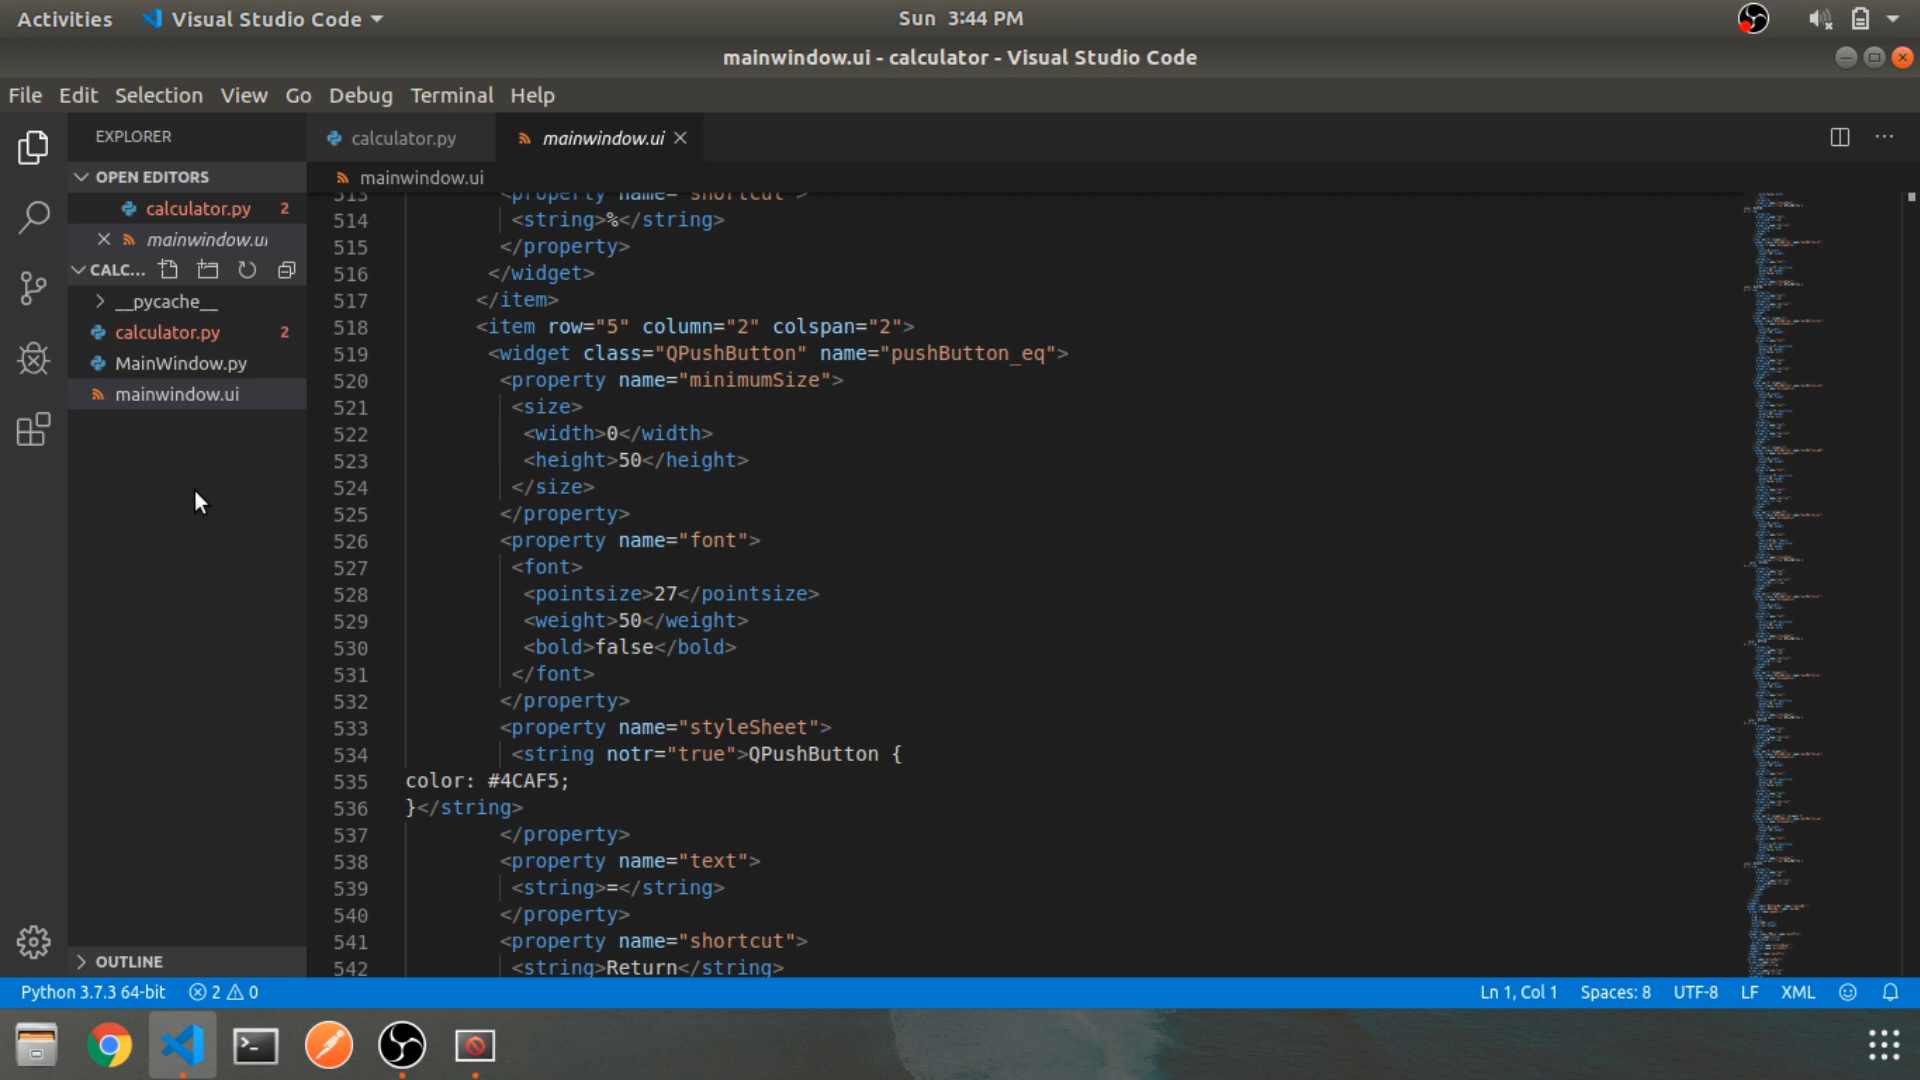 Activities
Visual Studio Code
Sun 3:44 PM
mainwindow.ui - calculator - Visual Studio Code
File Edit Selection View Go Debug Terminal Help
EXPLORER
calculator.py
mainwindow.ui
OPEN EDITORS
mainwindow.ui
calculator.py 2
mainwindow.ui
CALC...
__pycache__
calculator.py 2
MainWindow.py
mainwindow.ui
OUTLINE
513 <property name="shortcut">
514 <string>%</string>
515 </property>
516 </widget>
517 </item>
518 <item row="5" column="2" colspan="2">
519 <widget class="QPushButton" name="pushButton_eq">
520 <property name="minimumSize">
521 <size>
522 <width>0</width>
523 <height>50</height>
524 </size>
525 </property>
526 <property name="font">
527 <font>
528 <pointsize>27</pointsize>
529 <weight>50</weight>
530 <bold>false</bold>
531 </font>
532 </property>
533 <property name="styleSheet">
534 <string notr="true">QPushButton {
535 color: #4CAF5;
536 }</string>
537 </property>
538 <property name="text">
539 <string>=</string>
540 </property>
541 <property name="shortcut">
542 <string>Return</string>
Python 3.7.3 64-bit 2 0
Ln 1, Col 1 Spaces: 8 UTF-8 LF XML